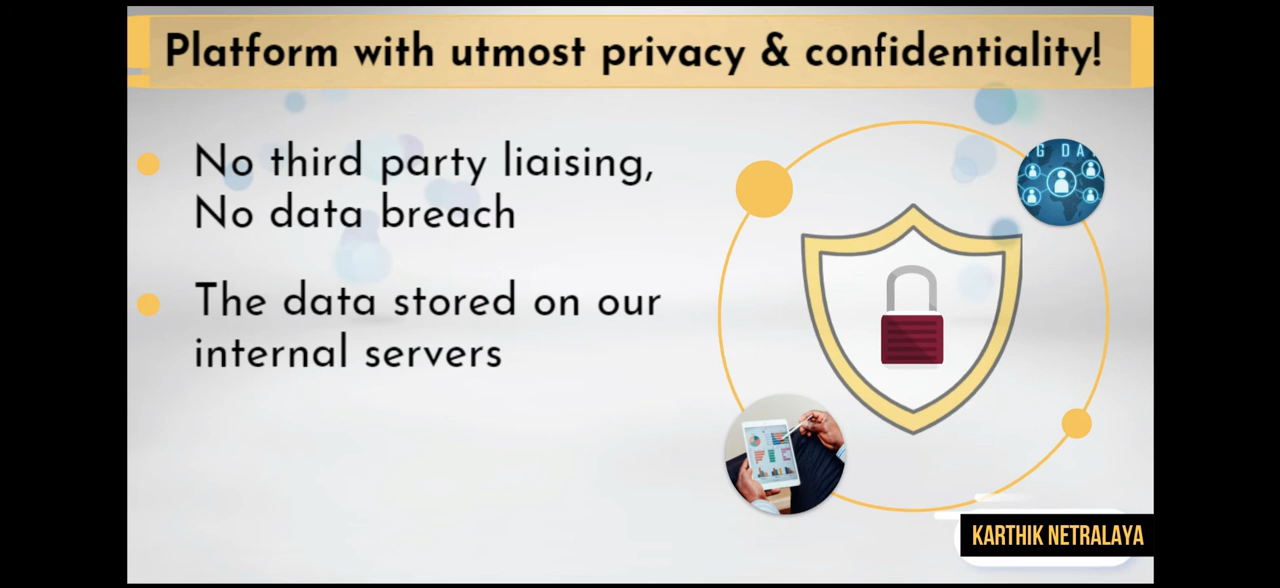 Platform with utmost privacy & confidentiality!
No third party liaising,
No data breach
The data stored on our
internal servers
G DA
KARTHIK NETRALAYA